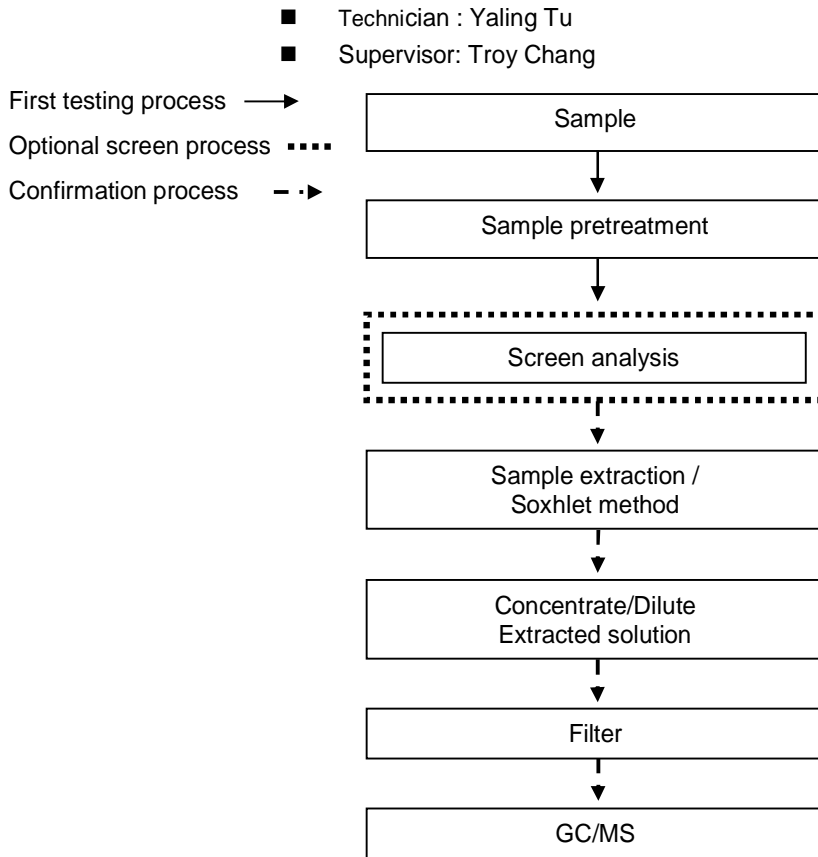 ■ Technician : Yaling Tu
■ Supervisor: Troy Chang
First testing process
Optional screen process
Confirmation process
Sample
Sample pretreatment
Screen analysis
Sample extraction /
Soxhlet method
Concentrate/Dilute
Extracted solution
Filter
GC/MS